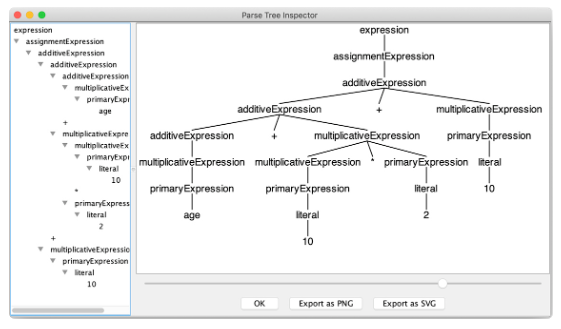 Parse Tree Inspector
expression
assignmentExpression
additiveExpression
additiveExpression
additiveExpression
multiplicativeE
primaryExpr
age
+
multiplicativeExpre
multiplicativeEx
primaryExpr
literal
10
*
primaryExpress
literal
2
+
multiplicativeExpressio
primaryExpression
literal
10
expression
assignmentExpression
additiveExpression
additiveExpression + multiplicativeExpression
additiveExpression + multiplicativeExpression primaryExpression
multiplicativeExpression multiplicativeExpression * primaryExpression literal
primaryExpression primaryExpression literal 10
age literal 2
10
OK Export as PNG Export as SVG